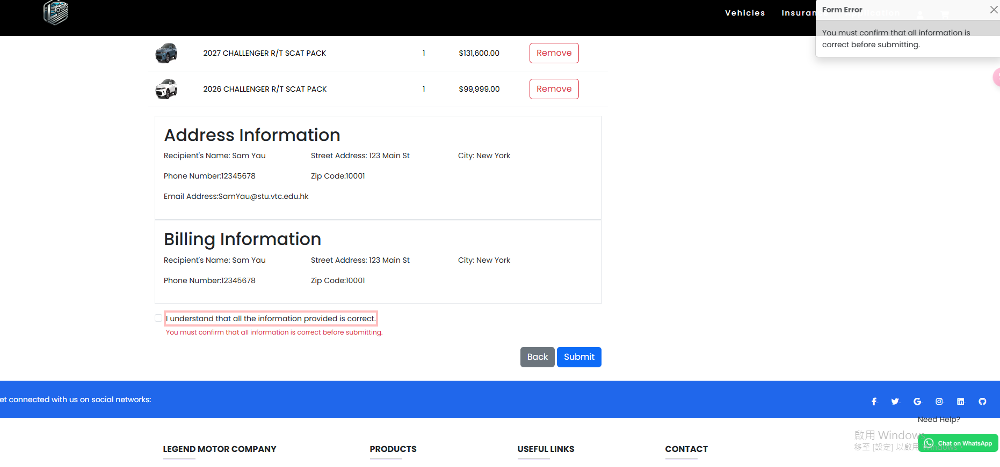 Vehicles Insuran plication
Form Error
You must confirm that all information is
correct before submitting.
2027 CHALLENGER R/T SCAT PACK 1 $131,600.00 Remove
2026 CHALLENGER R/T SCAT PACK 1 $99,999.00 Remove
Address Information
Recipient's Name: Sam Yau Street Address: 123 Main St City: New York
Phone Number:12345678 Zip Code:10001
Email Address:SamYau@stu.vtc.edu.hk
Billing Information
Recipient's Name: Sam Yau Street Address: 123 Main St City: New York
Phone Number:12345678 Zip Code:10001
I understand that all the information provided is correct.
You must confirm that all information is correct before submitting.
Back Submit
et connected with us on social networks:
Need Help?
啟用 Windows
移至 [設定] 以啟用 Windows。
Chat on WhatsApp
LEGEND MOTOR COMPANY PRODUCTS USEFUL LINKS CONTACT